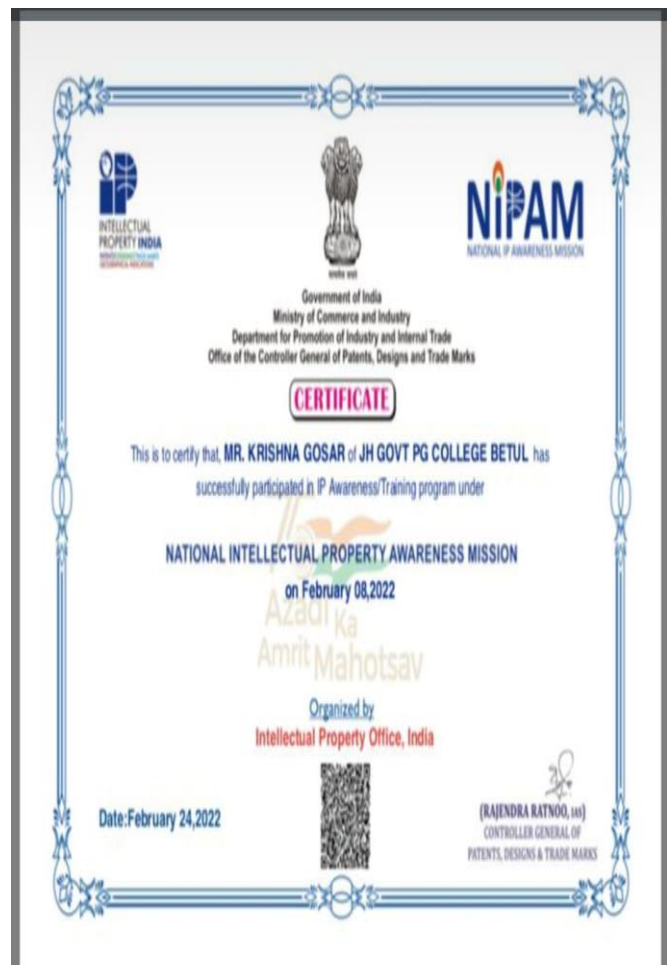 iP
INTELLECTUAL
PROPERTY INDIA
NiPAM
NATIONAL IP AWARENESS MISSION
Government of India
Ministry of Commerce and Industry
Department for Promotion of Industry and Internal Trade
Office of the Controller General of Patents, Designs and Trade Marks
CERTIFICATE
This is to certify that, MR. KRISHNA GOSAR of JH GOVT PG COLLEGE BETUL has
successfully participated in IP Awareness/Training program under
NATIONAL INTELLECTUAL PROPERTY AWARENESS MISSION
on February 08,2022
Azadi Ka
Amrit Mahotsav
Organized by
Intellectual Property Office, India
Date:February 24,2022
(RAJENDRA RATNOO, IAS)
CONTROLLER GENERAL OF
PATENTS, DESIGNS & TRADE MARKS